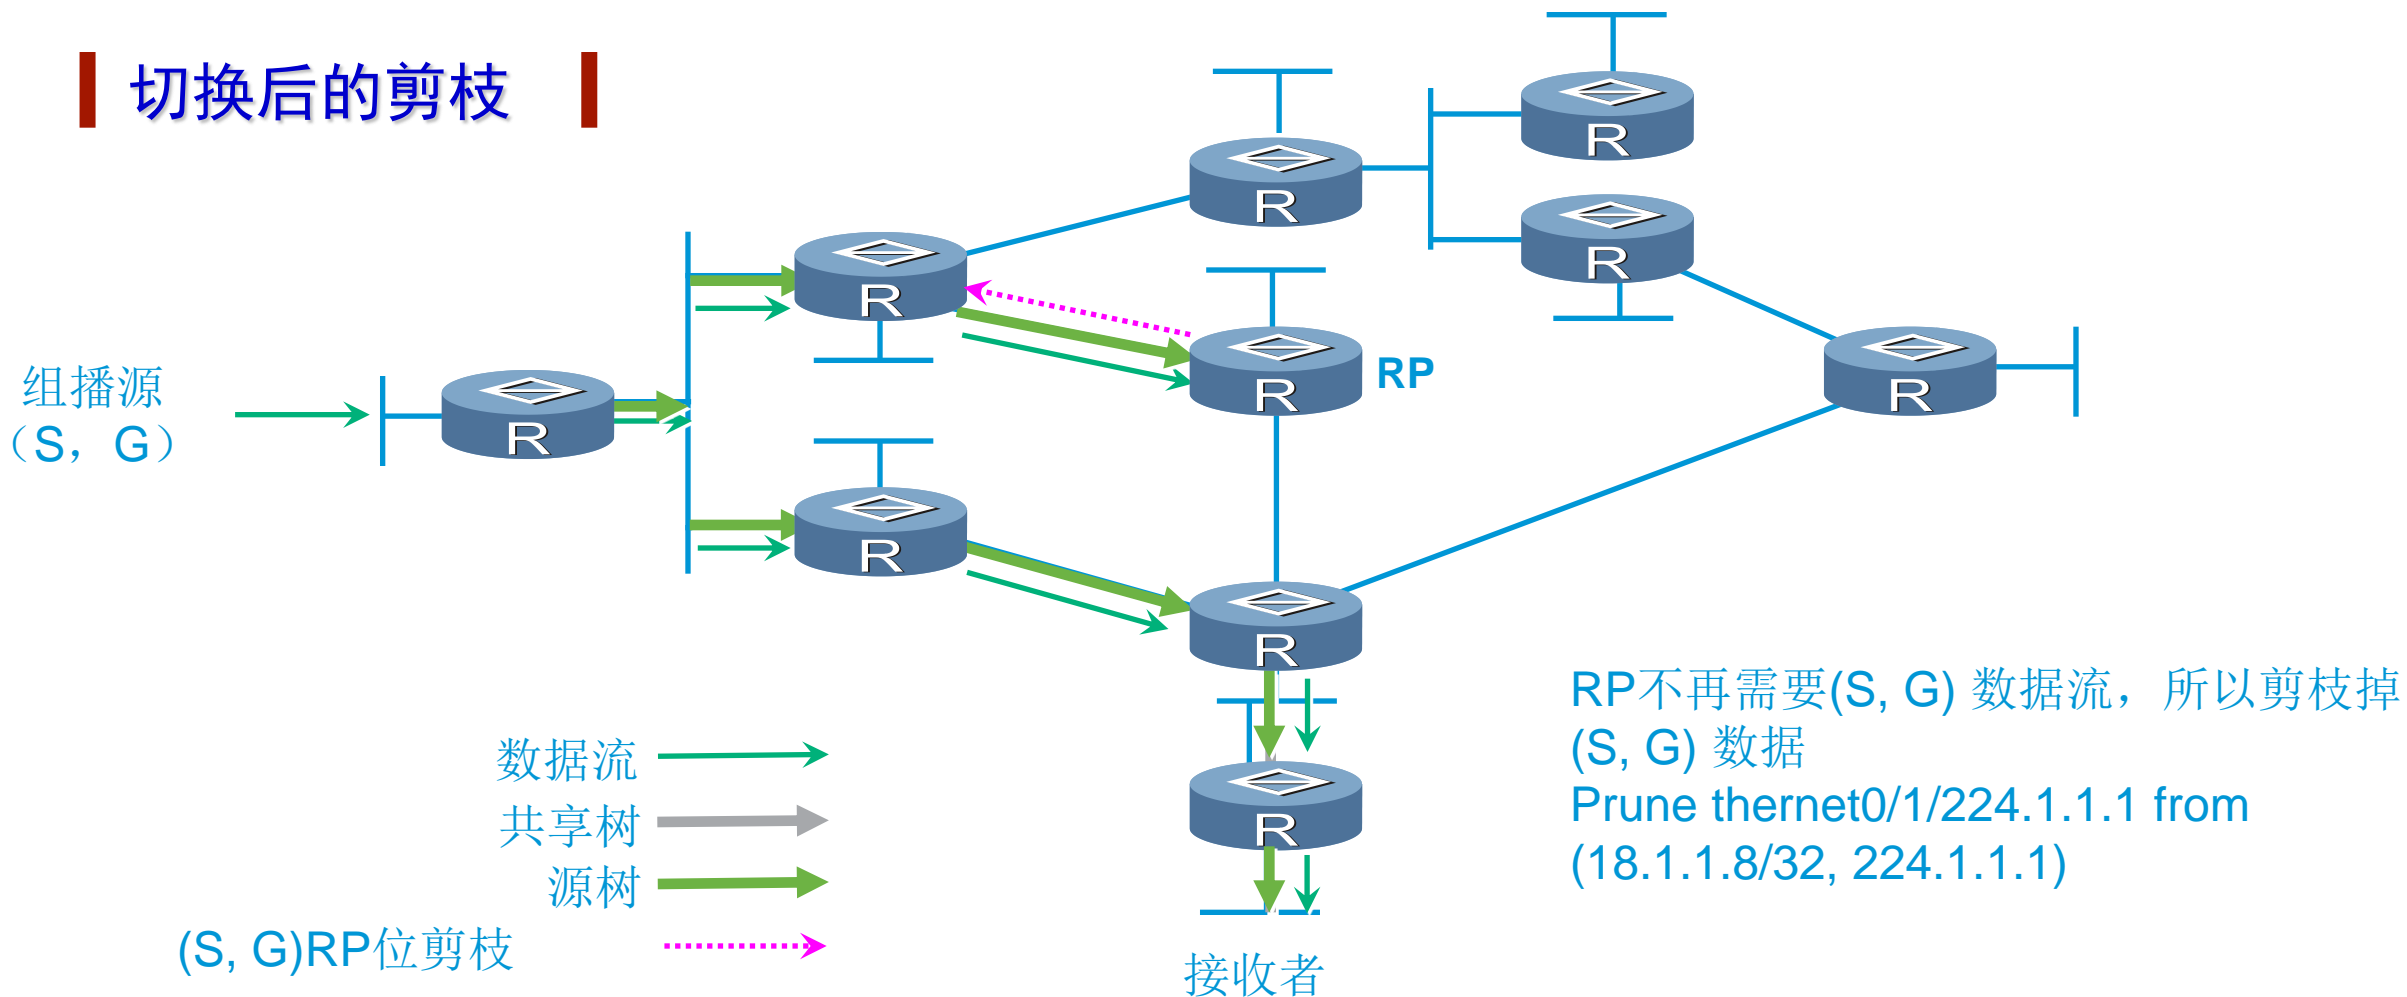 切换后的剪枝
R
R
R
R
R
RP
R
组播源
（S，G）
R
R
R
R
R
RP不再需要(S, G) 数据流，所以剪枝掉
(S, G) 数据
Prune thernet0/1/224.1.1.1 from
(18.1.1.8/32, 224.1.1.1)
数据流
共享树
源树
(S, G)RP位剪枝
接收者